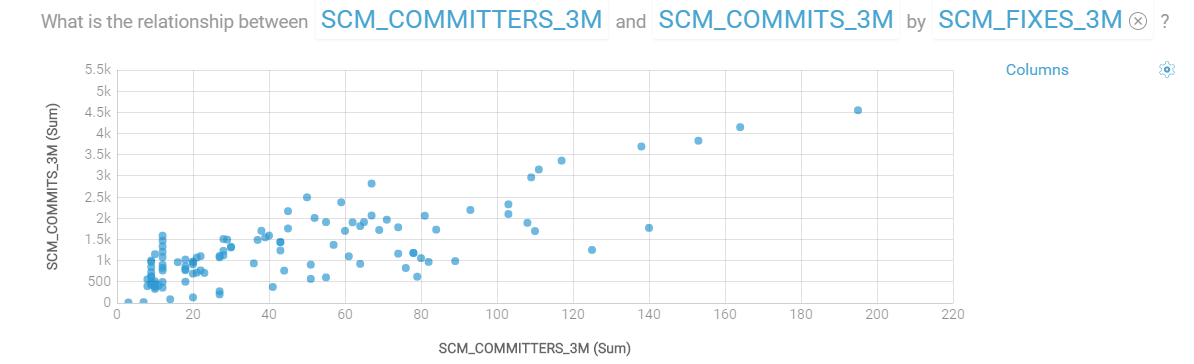 What is the relationship between SCM_COMMITTERS_3M and SCM_COMMITS_3M by SCM_FIXES_3M ?
Columns
SCM_COMMITS_3M (Sum)
5.5k
5k
4.5k
4k
3.5k
3k
2.5k
2k
1.5k
1k
500
0
0 20 40 60 80 100 120 140 160 180 200 220
SCM_COMMITTERS_3M (Sum)